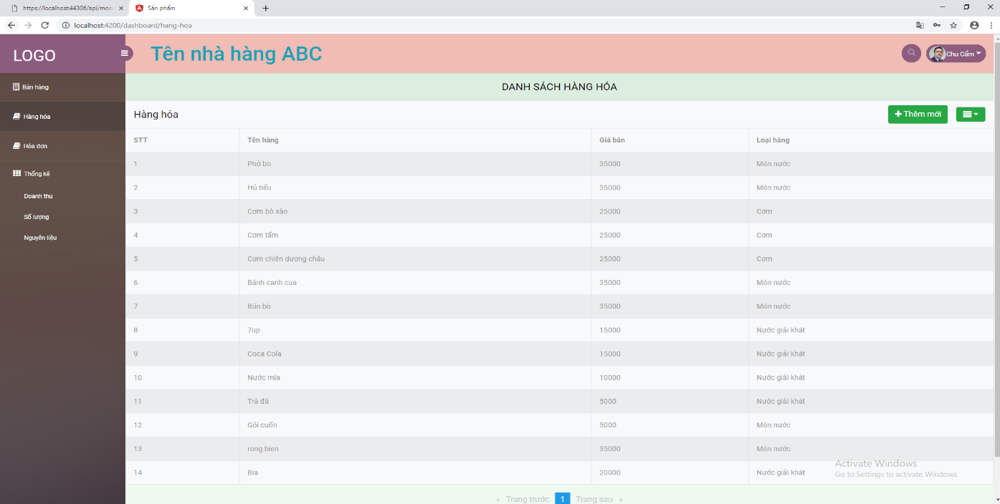 https://localhost:44306/api/mon
Sản phẩm
localhost:4200/dashboard/hang-hoa
LOGO
Tên nhà hàng ABC
Chu Cẩm
Bán hàng
Hàng hóa
Hóa đơn
Thống kê
Doanh thu
Số lượng
Nguyên liệu
DANH SÁCH HÀNG HÓA
Hàng hóa
Thêm mới
STT Tên hàng Giá bán Loại hàng
1 Phở bò 35000 Món nước
2 Hủ tiếu 35000 Món nước
3 Cơm bò xào 25000 Cơm
4 Cơm tấm 25000 Cơm
5 Cơm chiên dương châu 25000 Cơm
6 Bánh canh cua 35000 Món nước
7 Bún bò 35000 Món nước
8 7up 15000 Nước giải khát
9 Coca Cola 15000 Nước giải khát
10 Nước mía 10000 Nước giải khát
11 Trà đá 5000 Nước giải khát
12 Gỏi cuốn 5000 Món nước
13 rong bien 35000 Món nước
14 Bia 20000 Nước giải khát
Activate Windows
Go to Settings to activate Windows.
« Trang trước 1 Trang sau »